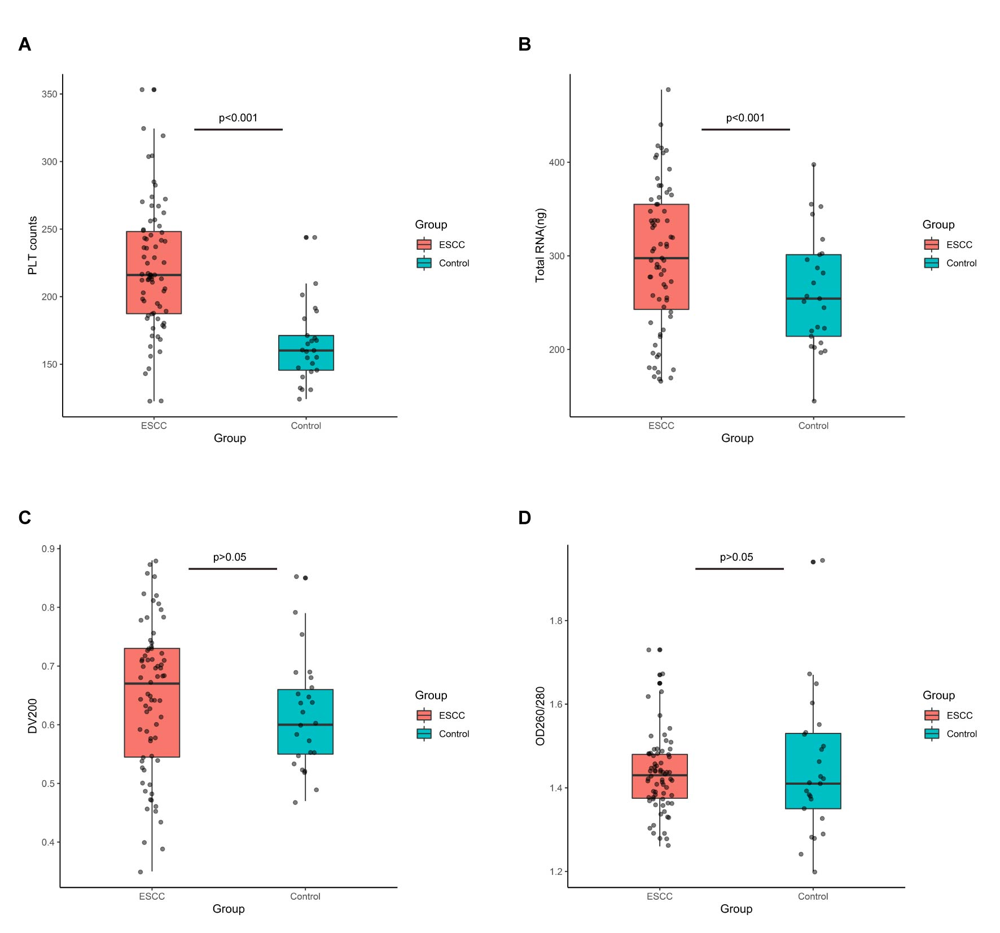 A
350
300
250
200
150
PLT counts
p<0.001
ESCC
Control
Group
Group
ESCC
Control
B
400
300
200
Total RNA(ng)
p<0.001
ESCC
Control
Group
Group
ESCC
Control
C
0.9
0.8
0.7
0.6
0.5
0.4
DV200
p>0.05
ESCC
Control
Group
Group
ESCC
Control
D
1.8
1.6
1.4
1.2
OD260/280
p>0.05
ESCC
Control
Group
Group
ESCC
Control